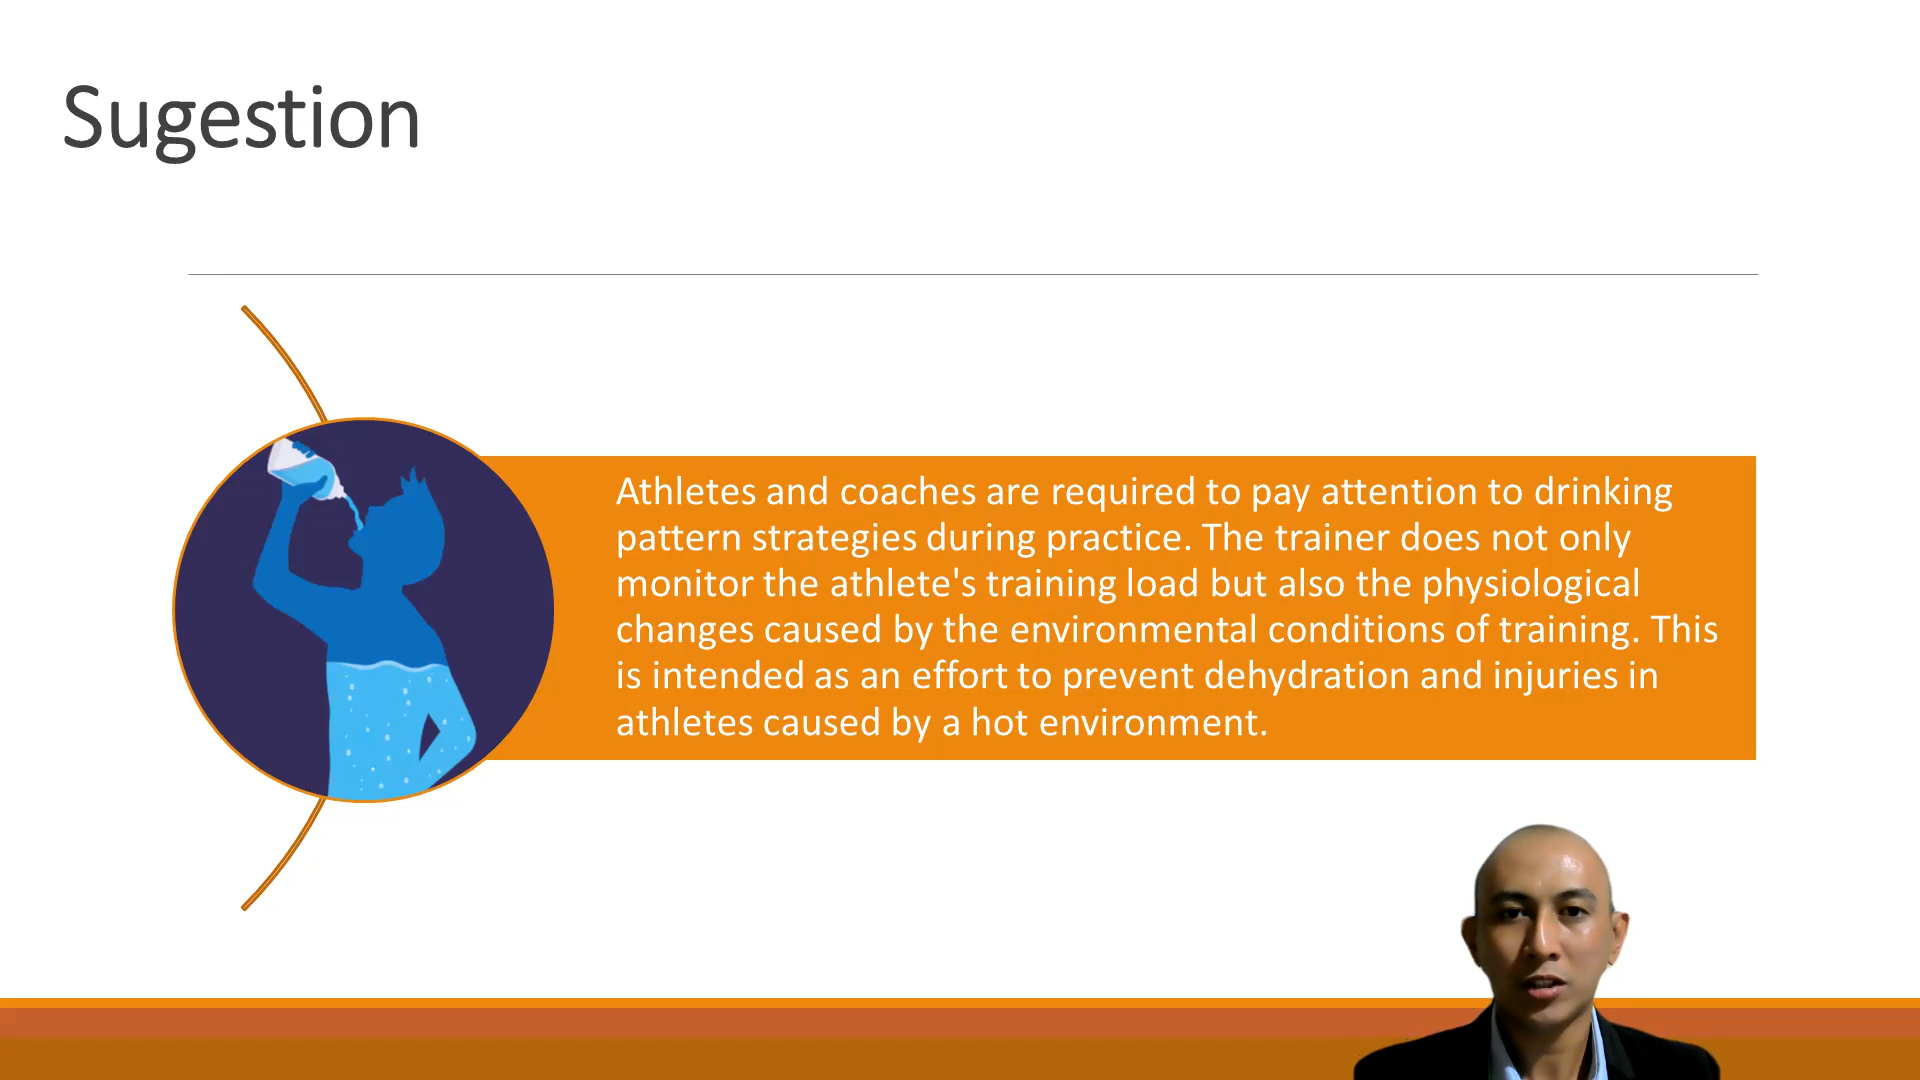 Sugestion
Athletes and coaches are required to pay attention to drinking
pattern strategies during practice. The trainer does not only
monitor the athlete's training load but also the physiological
changes caused by the environmental conditions of training. This
is intended as an effort to prevent dehydration and injuries in
athletes caused by a hot environment.